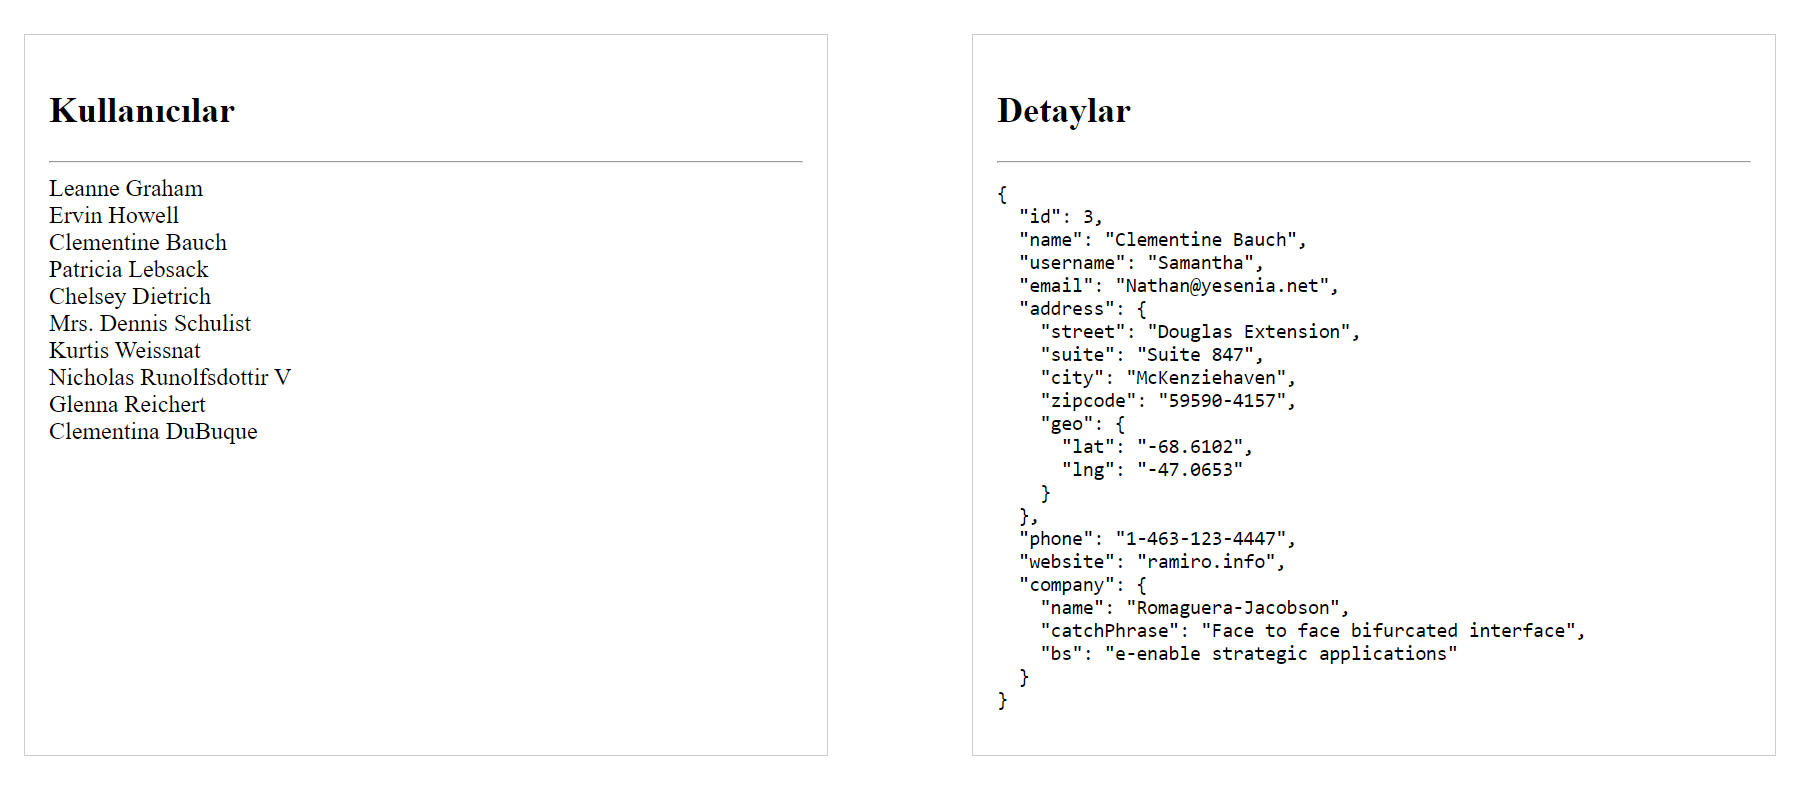 Kullanıcılar
Leanne Graham
Ervin Howell
Clementine Bauch
Patricia Lebsack
Chelsey Dietrich
Mrs. Dennis Schulist
Kurtis Weissnat
Nicholas Runolfsdottir V
Glenna Reichert
Clementina DuBuque
Detaylar
{
  "id": 3,
  "name": "Clementine Bauch",
  "username": "Samantha",
  "email": "Nathan@yesenia.net",
  "address": {
    "street": "Douglas Extension",
    "suite": "Suite 847",
    "city": "McKenziehaven",
    "zipcode": "59590-4157",
    "geo": {
      "lat": "-68.6102",
      "lng": "-47.0653"
    }
  },
  "phone": "1-463-123-4447",
  "website": "ramiro.info",
  "company": {
    "name": "Romaguera-Jacobson",
    "catchPhrase": "Face to face bifurcated interface",
    "bs": "e-enable strategic applications"
  }
}